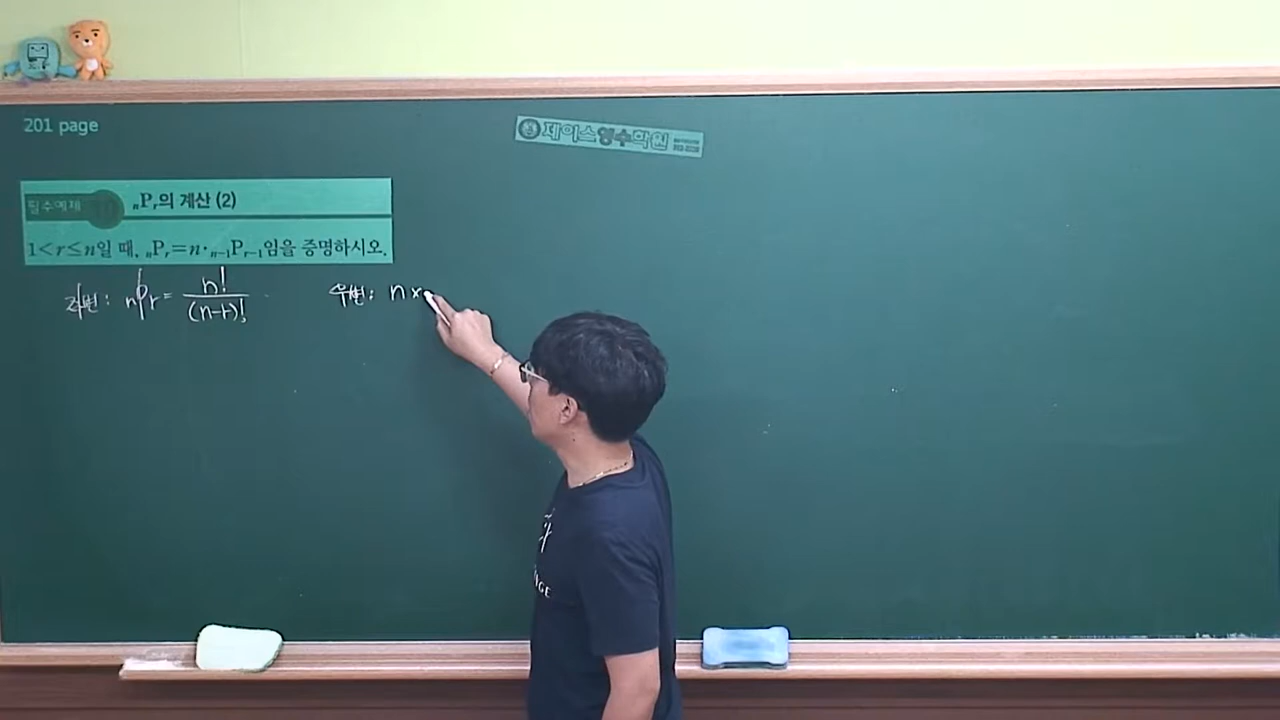 201 page
제이스영수학원
필수예제
ₙPᵣ의 계산 (2)
1<r≤n일 때, ₙPᵣ=n·ₙ₋₁Pᵣ₋₁임을 증명하시오.
좌변: nPr = n! / (n-r)!
우변: n×
NGE